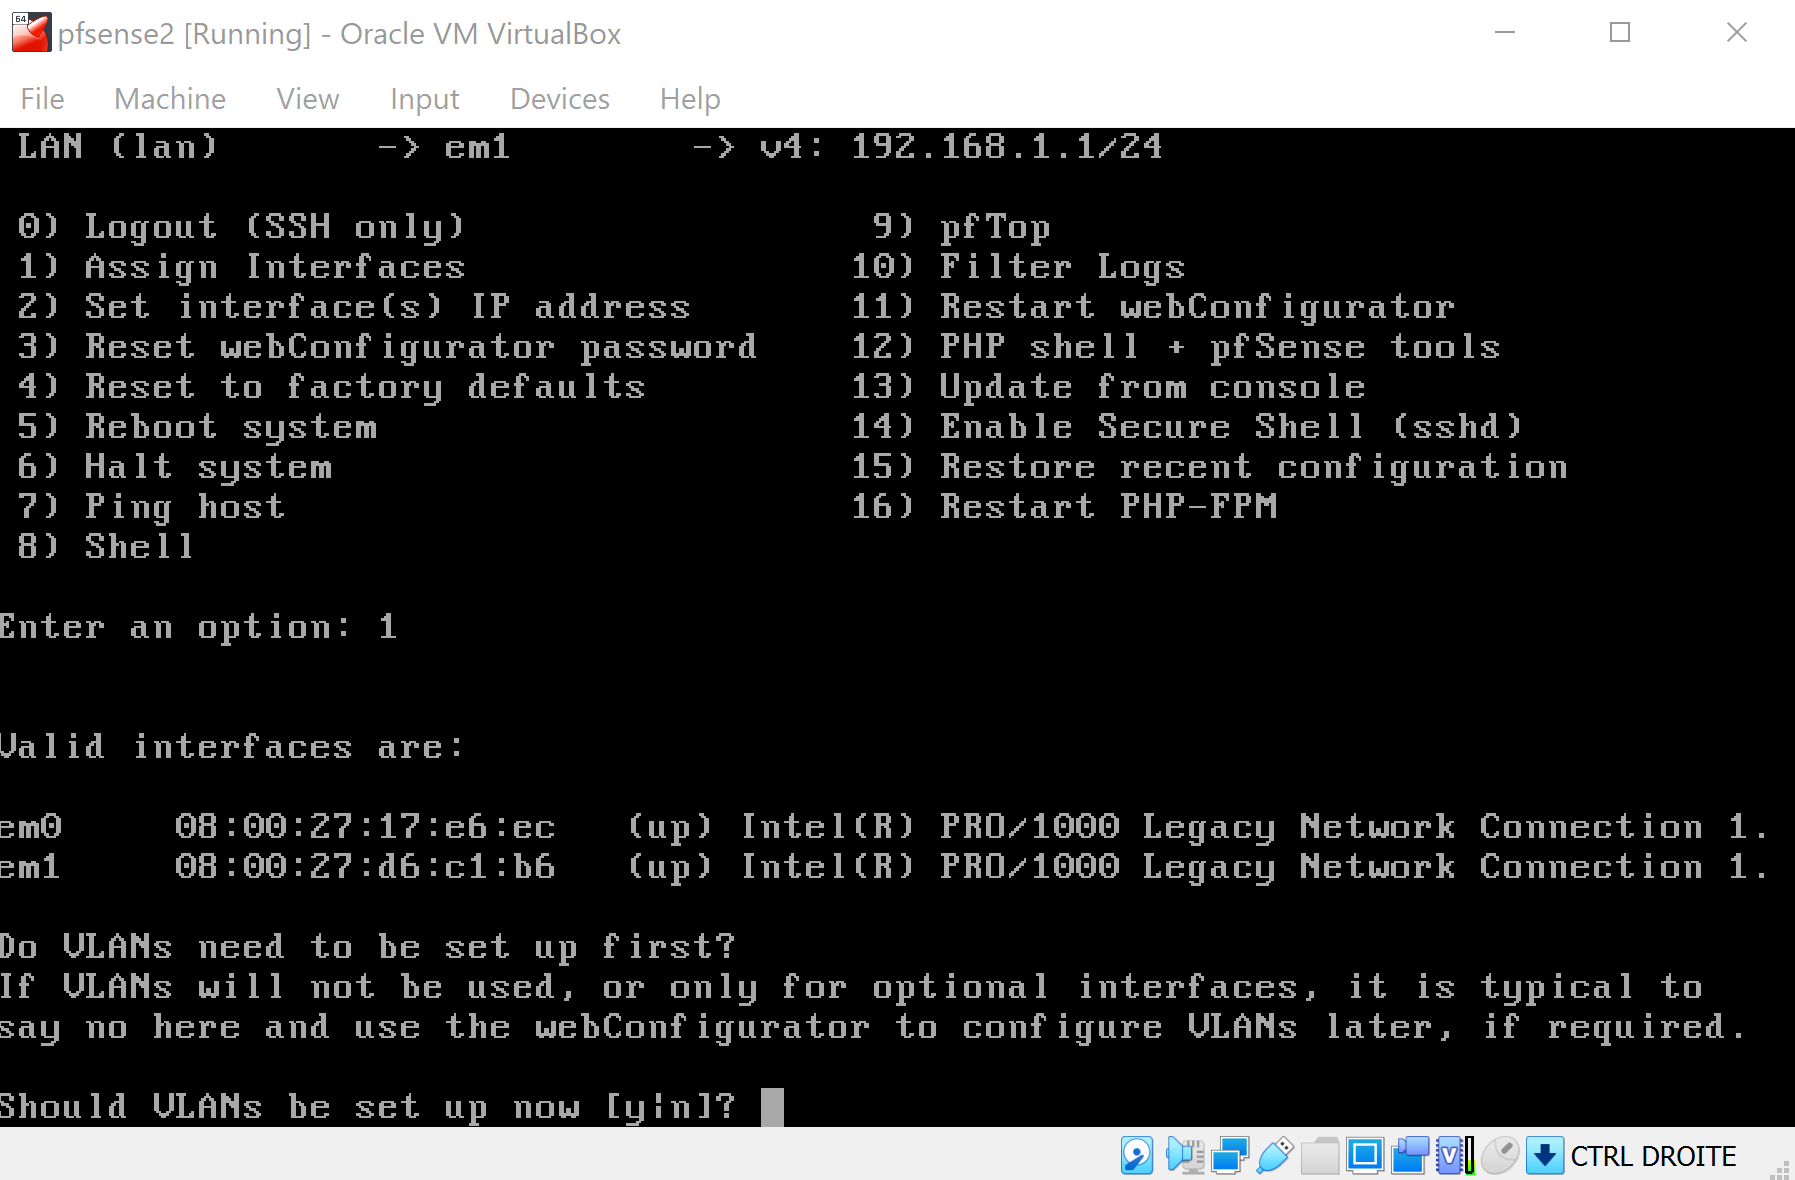 64
pfsense2 [Running] - Oracle VM VirtualBox
File Machine View Input Devices Help
LAN (lan) -> em1 -> v4: 192.168.1.1/24
0) Logout (SSH only) 9) pfTop
1) Assign Interfaces 10) Filter Logs
2) Set interface(s) IP address 11) Restart webConfigurator
3) Reset webConfigurator password 12) PHP shell + pfSense tools
4) Reset to factory defaults 13) Update from console
5) Reboot system 14) Enable Secure Shell (sshd)
6) Halt system 15) Restore recent configuration
7) Ping host 16) Restart PHP-FPM
8) Shell
Enter an option: 1
Valid interfaces are:
em0 08:00:27:17:e6:ec (up) Intel(R) PRO/1000 Legacy Network Connection 1.
em1 08:00:27:d6:c1:b6 (up) Intel(R) PRO/1000 Legacy Network Connection 1.
Do VLANs need to be set up first?
If VLANs will not be used, or only for optional interfaces, it is typical to
say no here and use the webConfigurator to configure VLANs later, if required.
Should VLANs be set up now [y|n]?
V
CTRL DROITE